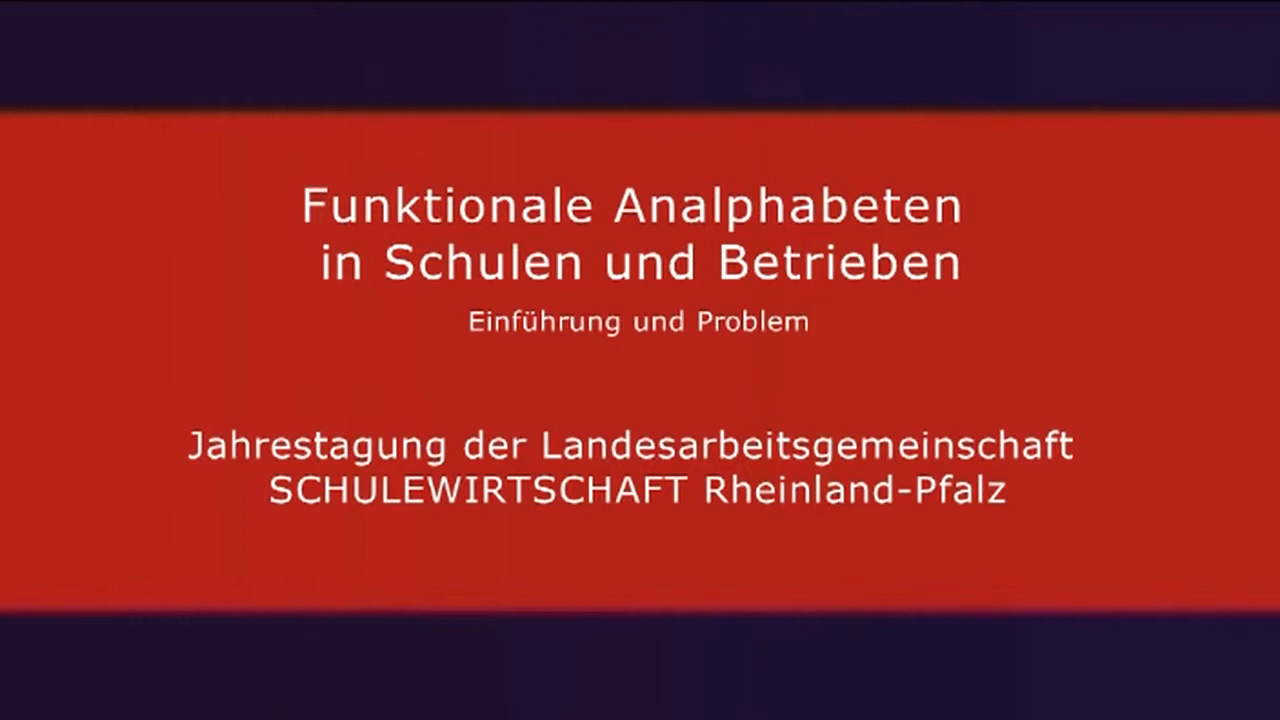 Funktionale Analphabeten
in Schulen und Betrieben
Einführung und Problem
Jahrestagung der Landesarbeitsgemeinschaft
SCHULEWIRTSCHAFT Rheinland-Pfalz